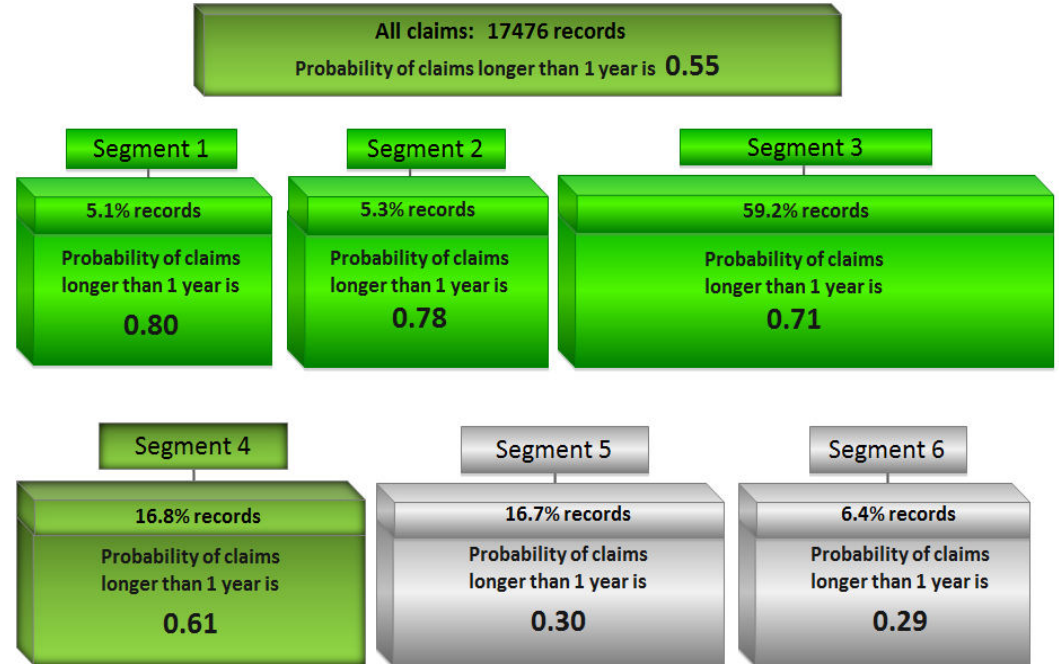 All claims: 17476 records
Probability of claims longer than 1 year is 0.55
Segment 1
5.1% records
Probability of claims
longer than 1 year is
0.80
Segment 2
5.3% records
Probability of claims
longer than 1 year is
0.78
Segment 3
59.2% records
Probability of claims
longer than 1 year is
0.71
Segment 4
16.8% records
Probability of claims
longer than 1 year is
0.61
Segment 5
16.7% records
Probability of claims
longer than 1 year is
0.30
Segment 6
6.4% records
Probability of claims
longer than 1 year is
0.29